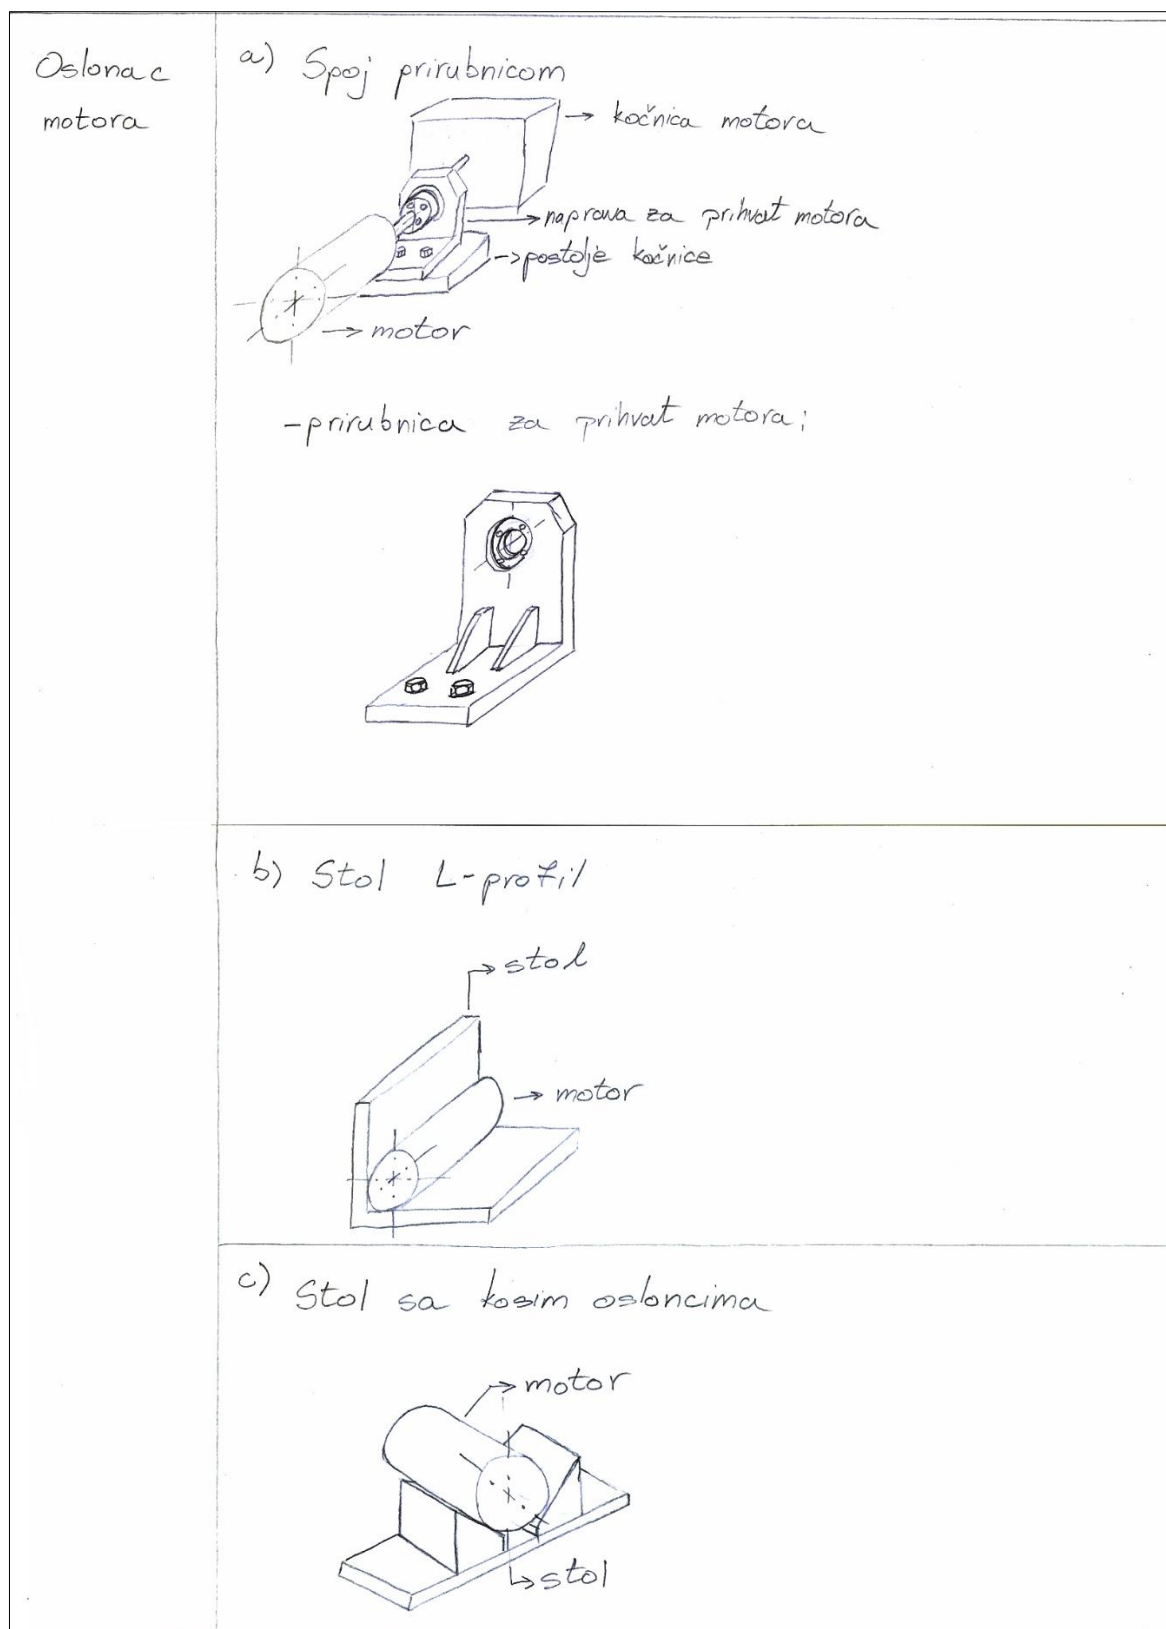 Oslonac
motora
a) Spoj prirubnicom
→ kočnica motora
→ naprava za prihvat motora
→ postolje kočnice
→ motor
- prirubnica za prihvat motora;
b) Stol L-profil
→ stol
→ motor
c) Stol sa kosim osloncima
→ motor
→ stol